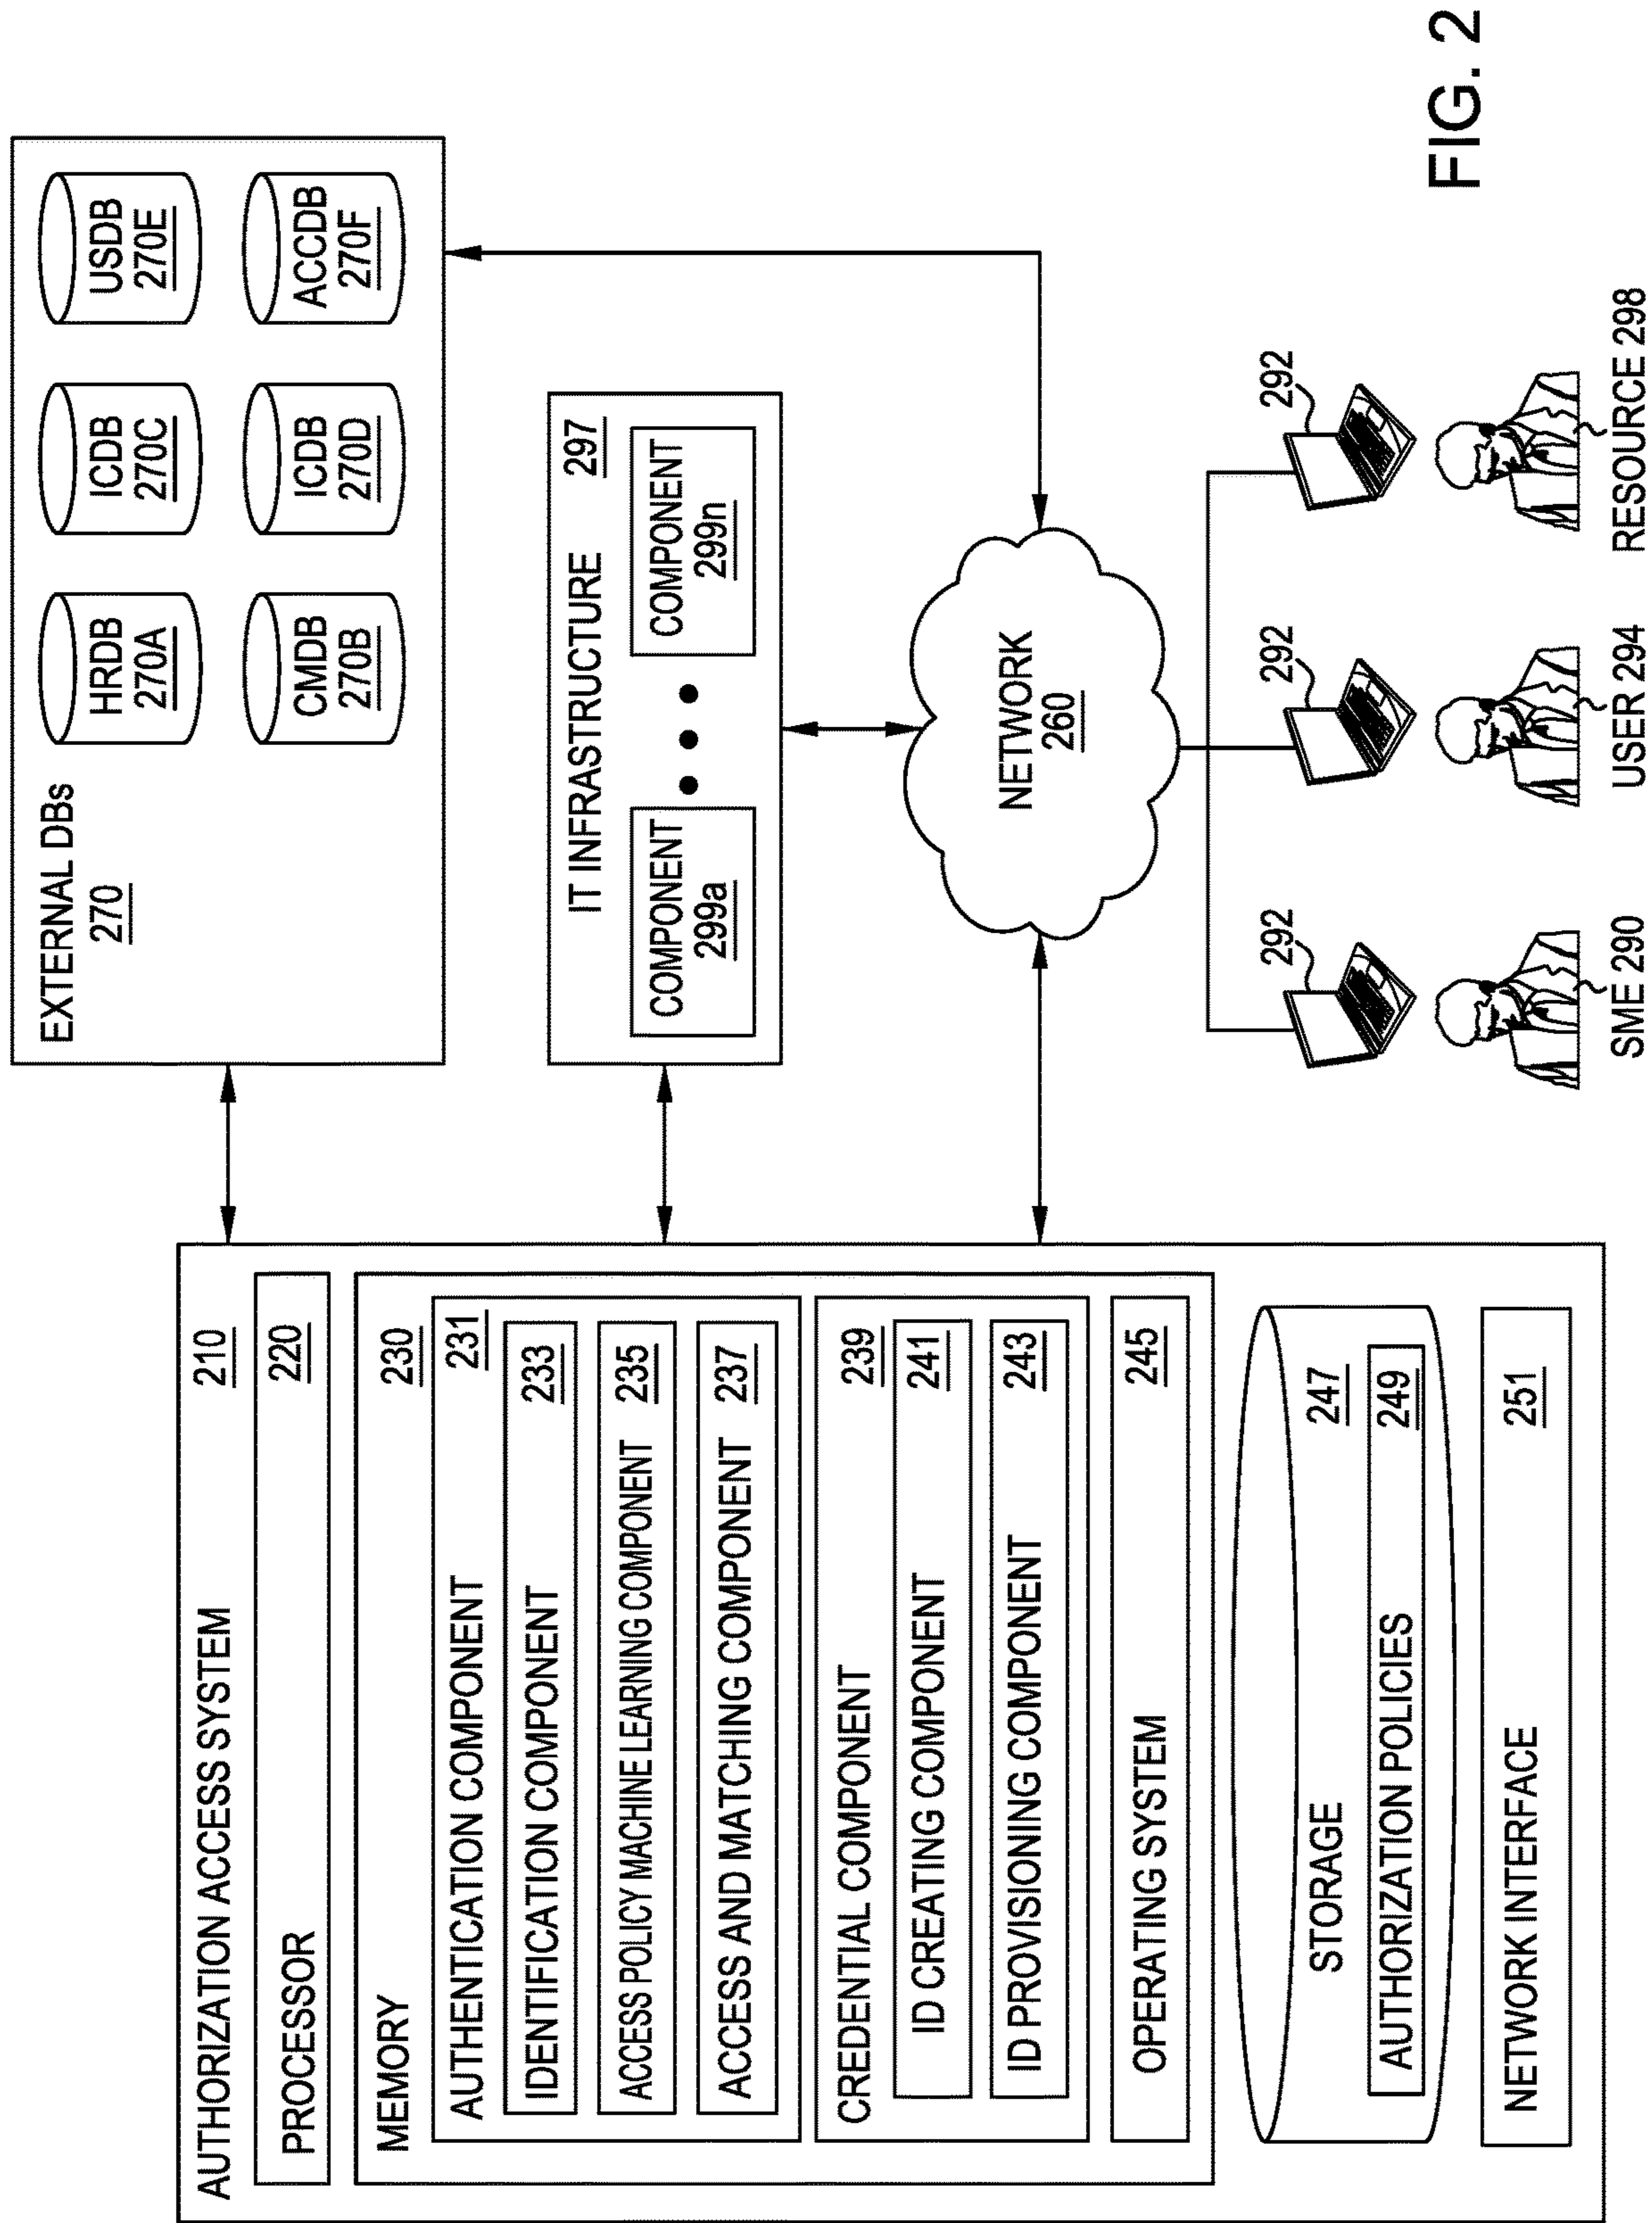 AUTHORIZATION ACCESS SYSTEM 210
PROCESSOR 220
MEMORY 230
AUTHENTICATION COMPONENT 231
IDENTIFICATION COMPONENT 233
ACCESS POLICY MACHINE LEARNING COMPONENT 235
ACCESS AND MATCHING COMPONENT 237
CREDENTIAL COMPONENT 239
ID CREATING COMPONENT 241
ID PROVISIONING COMPONENT 243
OPERATING SYSTEM 245
STORAGE 247
AUTHORIZATION POLICIES 249
NETWORK INTERFACE 251
EXTERNAL DBs
270
HRDB
270A
ICDB
270C
USDB
270E
CMDB
270B
ICDB
270D
ACCDB
270F
IT INFRASTRUCTURE 297
COMPONENT
299a
COMPONENT
299n
NETWORK
260
292
292
292
SME 290
USER 294
RESOURCE 298
FIG. 2